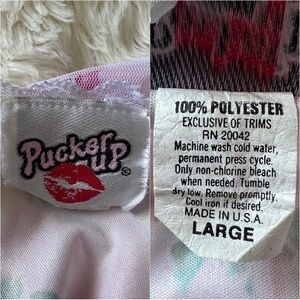 Pucker
up
®
100% POLYESTER
EXCLUSIVE OF TRIMS
RN 20042
Machine wash cold water,
permanent press cycle.
Only non-chlorine bleach
when needed. Tumble
dry low. Remove promptly.
Cool iron if desired.
MADE IN U.S.A.
LARGE